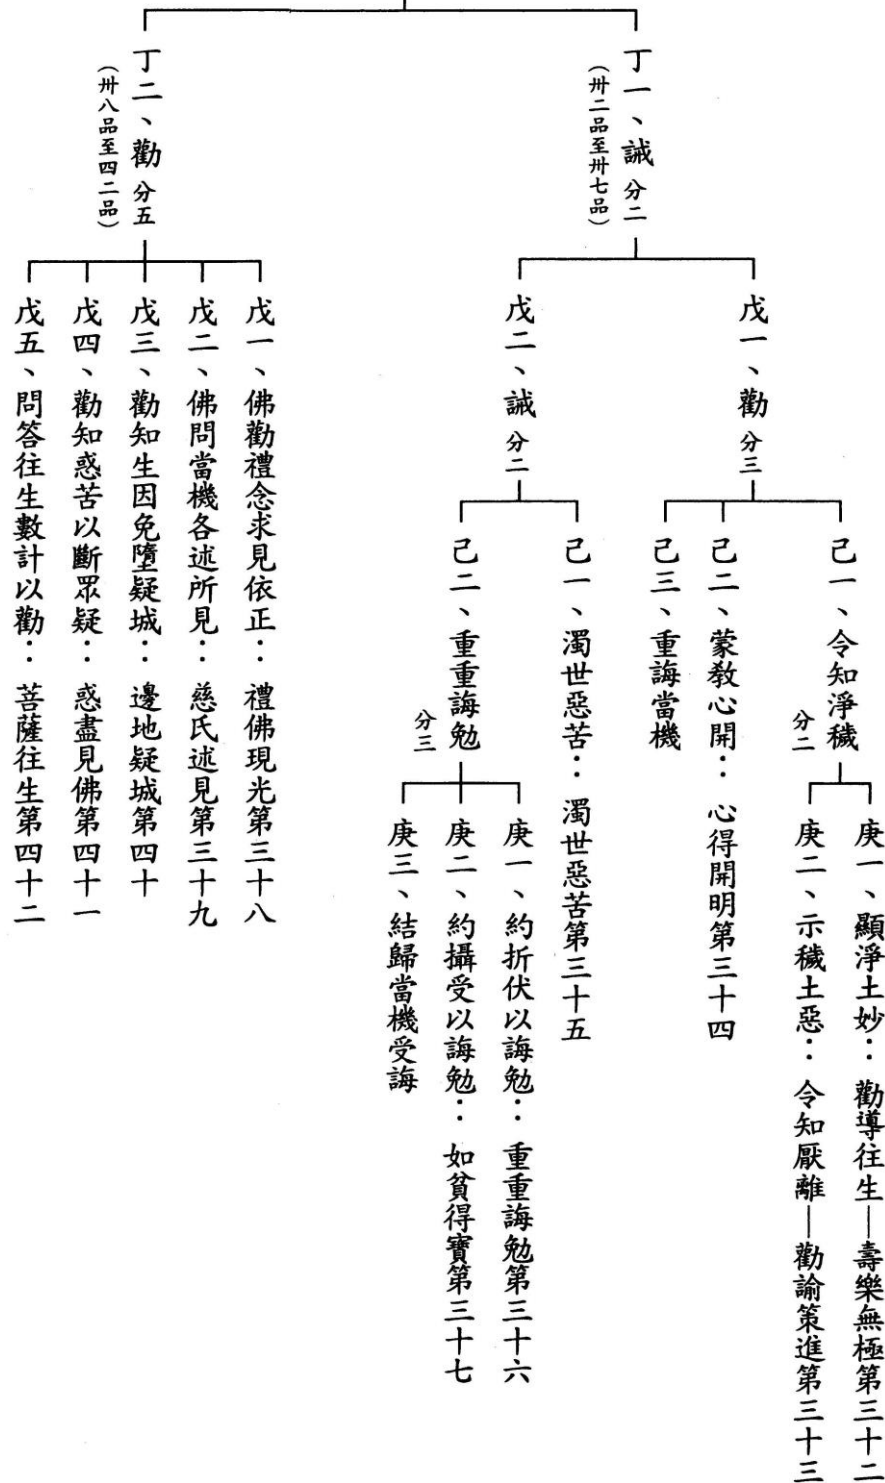 丁一、誡 分二
（卅二品至卅七品）
戊一、勸 分三
己一、令知淨穢
分二
庚一、顯淨土妙： 勸導往生—壽樂無極第三十二
庚二、示穢土惡： 令知厭離—勸諭策進第三十三
己二、蒙教心開： 心得開明第三十四
己三、重誨當機
戊二、誡 分二
己一、濁世惡苦： 濁世惡苦第三十五
己二、重重誨勉
分三
庚一、約折伏以誨勉： 重重誨勉第三十六
庚二、約攝受以誨勉： 如貧得寶第三十七
庚三、結歸當機受誨
丁二、勸 分五
（卅八品至四二品）
戊一、佛勸禮念求見依正： 禮佛現光第三十八
戊二、佛問當機各述所見： 慈氏述見第三十九
戊三、勸知生因免墮疑城： 邊地疑城第四十
戊四、勸知惑苦以斷眾疑： 惑盡見佛第四十一
戊五、問答往生數計以勸： 菩薩往生第四十二